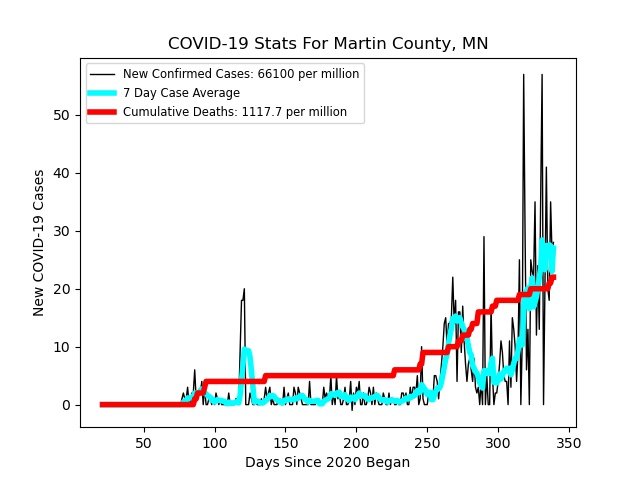 COVID-19 Stats For Martin County, MN
New Confirmed Cases: 66100 per million
7 Day Case Average
Cumulative Deaths: 1117.7 per million
New COVID-19 Cases
50
40
30
20
10
0
50 100 150 200 250 300 350
Days Since 2020 Began